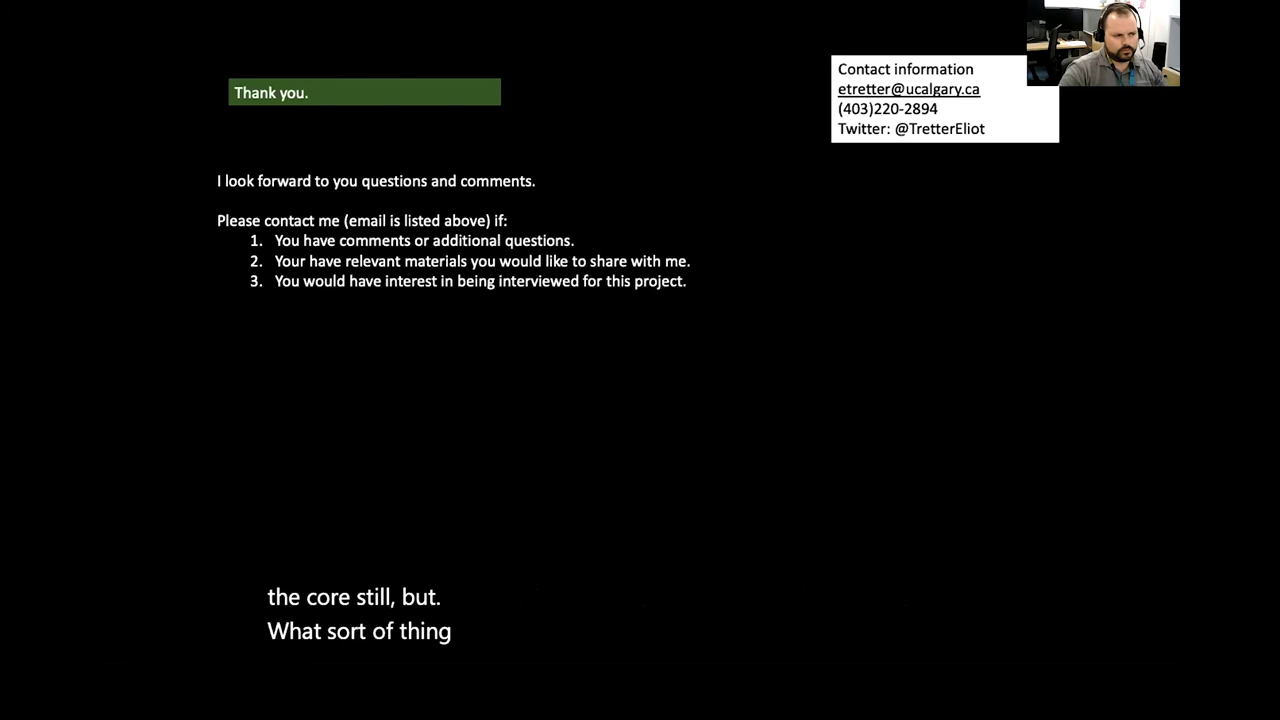 Thank you.
Contact information
etretter@ucalgary.ca
(403)220-2894
Twitter: @TretterEliot
I look forward to you questions and comments.
Please contact me (email is listed above) if:
1. You have comments or additional questions.
2. Your have relevant materials you would like to share with me.
3. You would have interest in being interviewed for this project.
the core still, but.
What sort of thing